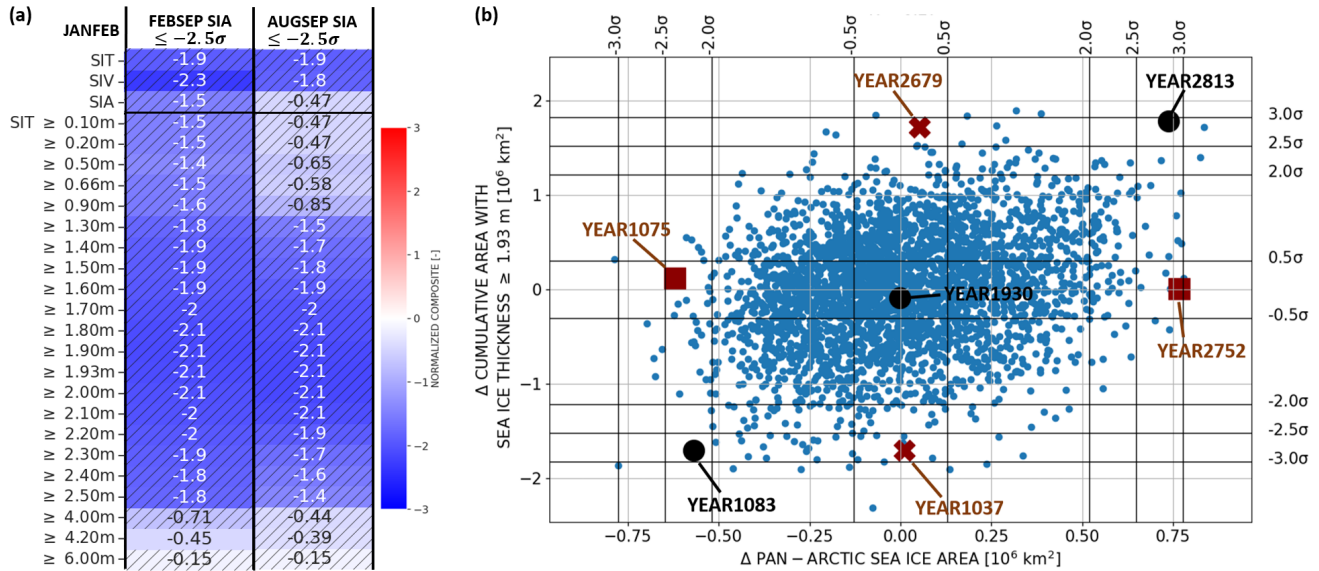 (a)
JANFEB FEBSEP SIA ≤ −2.5σ AUGSEP SIA ≤ −2.5σ
SIT -1.9 -1.9
SIV -2.3 -1.8
SIA -1.5 -0.47
SIT ≥ 0.10m -1.5 -0.47
≥ 0.20m -1.5 -0.47
≥ 0.50m -1.4 -0.65
≥ 0.66m -1.5 -0.58
≥ 0.90m -1.6 -0.85
≥ 1.30m -1.8 -1.5
≥ 1.40m -1.9 -1.7
≥ 1.50m -1.9 -1.8
≥ 1.60m -1.9 -1.9
≥ 1.70m -2 -2
≥ 1.80m -2.1 -2.1
≥ 1.90m -2.1 -2.1
≥ 1.93m -2.1 -2.1
≥ 2.00m -2.1 -2.1
≥ 2.10m -2 -2.1
≥ 2.20m -2 -1.9
≥ 2.30m -1.9 -1.7
≥ 2.40m -1.8 -1.6
≥ 2.50m -1.8 -1.4
≥ 4.00m -0.71 -0.44
≥ 4.20m -0.45 -0.39
≥ 6.00m -0.15 -0.15
3
2
1
0
−1
−2
−3
NORMALIZED COMPOSITE [-]
(b)
-3.0σ -2.5σ -2.0σ -0.5σ 0.5σ 2.0σ 2.5σ 3.0σ
3.0σ
2.5σ
2.0σ
0.5σ
-0.5σ
-2.0σ
-2.5σ
-3.0σ
YEAR2679
YEAR2813
YEAR1075
YEAR1930
YEAR2752
YEAR1083
YEAR1037
2
1
0
−1
−2
Δ CUMULATIVE AREA WITH
SEA ICE THICKNESS ≥ 1.93 m [10⁶ km²]
−0.75 −0.50 −0.25 0.00 0.25 0.50 0.75
Δ PAN − ARCTIC SEA ICE AREA [10⁶ km²]